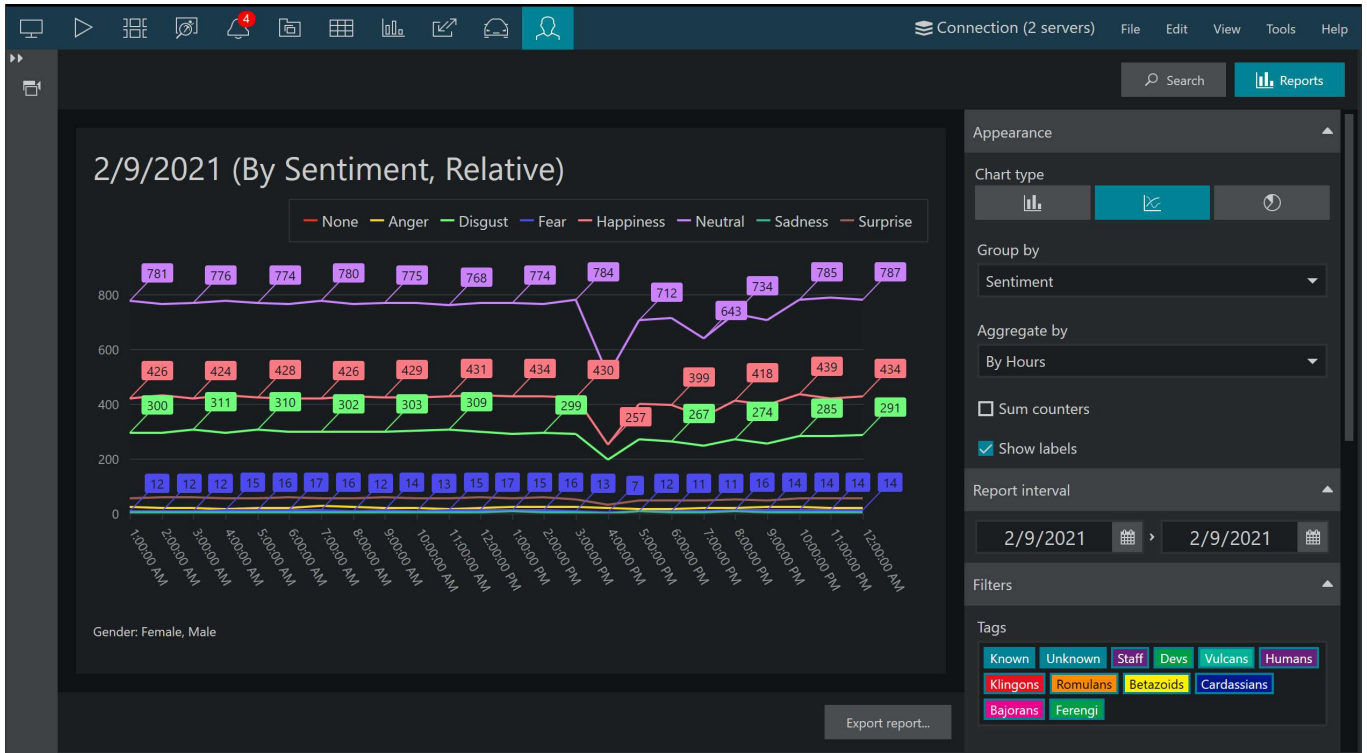 4
Connection (2 servers) File Edit View Tools Help
Search Reports
2/9/2021 (By Sentiment, Relative)
None Anger Disgust Fear Happiness Neutral Sadness Surprise
781 776 774 780 775 768 774 784 712 643 734 785 787
800
600
426 424 428 426 429 431 434 430 257 399 418 439 434
400
300 311 310 302 303 309 299 267 274 285 291
200
12 12 12 15 16 17 16 12 14 13 15 17 15 16 13 7 12 11 11 16 14 14 14 14
0
1:00:00 AM 2:00:00 AM 3:00:00 AM 4:00:00 AM 5:00:00 AM 6:00:00 AM 7:00:00 AM 8:00:00 AM 9:00:00 AM 10:00:00 AM 11:00:00 AM 12:00:00 PM 1:00:00 PM 2:00:00 PM 3:00:00 PM 4:00:00 PM 5:00:00 PM 6:00:00 PM 7:00:00 PM 8:00:00 PM 9:00:00 PM 10:00:00 PM 11:00:00 PM 12:00:00 AM
Gender: Female, Male
Export report...
Appearance
Chart type
Group by
Sentiment
Aggregate by
By Hours
Sum counters
Show labels
Report interval
2/9/2021 › 2/9/2021
Filters
Tags
Known Unknown Staff Devs Vulcans Humans
Klingons Romulans Betazoids Cardassians
Bajorans Ferengi